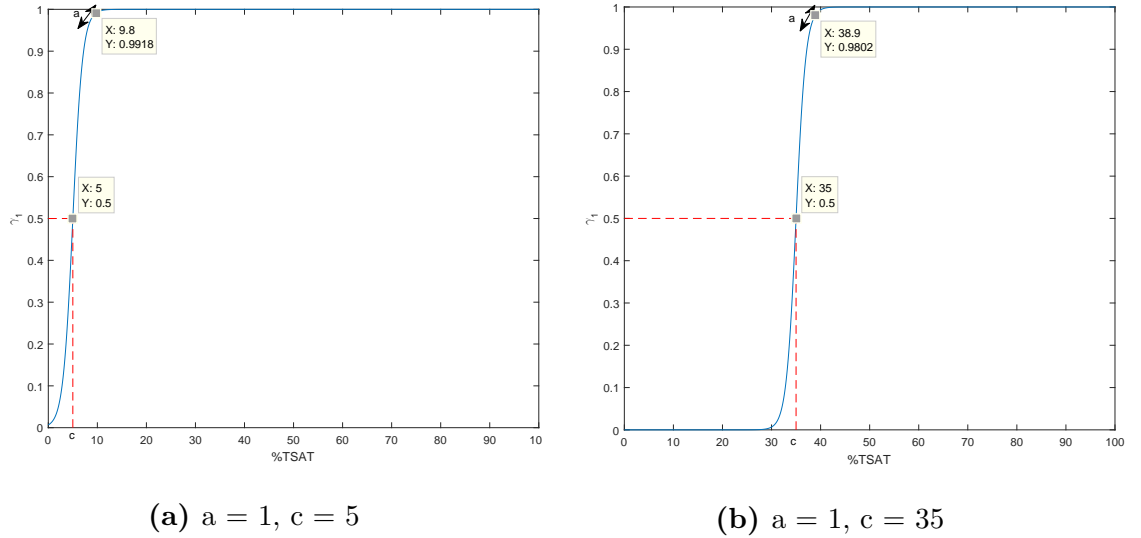 1
0.9
0.8
0.7
0.6
0.5
0.4
0.3
0.2
0.1
0
γ1
a
X: 9.8
Y: 0.9918
X: 5
Y: 0.5
0 c 10 20 30 40 50 60 70 80 90 10
%TSAT
(a) a = 1, c = 5
1
0.9
0.8
0.7
0.6
0.5
0.4
0.3
0.2
0.1
0
γ1
a
X: 38.9
Y: 0.9802
X: 35
Y: 0.5
0 10 20 30 c 40 50 60 70 80 90 100
%TSAT
(b) a = 1, c = 35